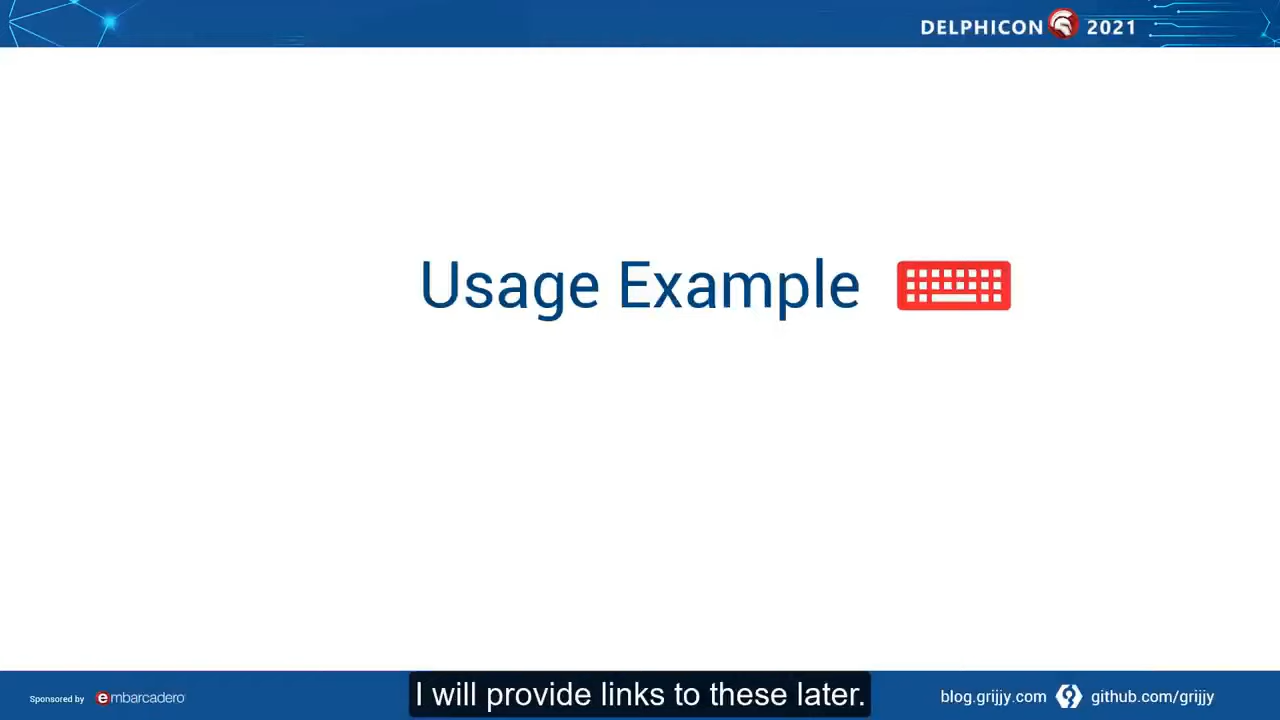 DELPHICON 2021
Usage Example
Sponsored by embarcadero
I will provide links to these later.
blog.grijjy.com github.com/grijjy